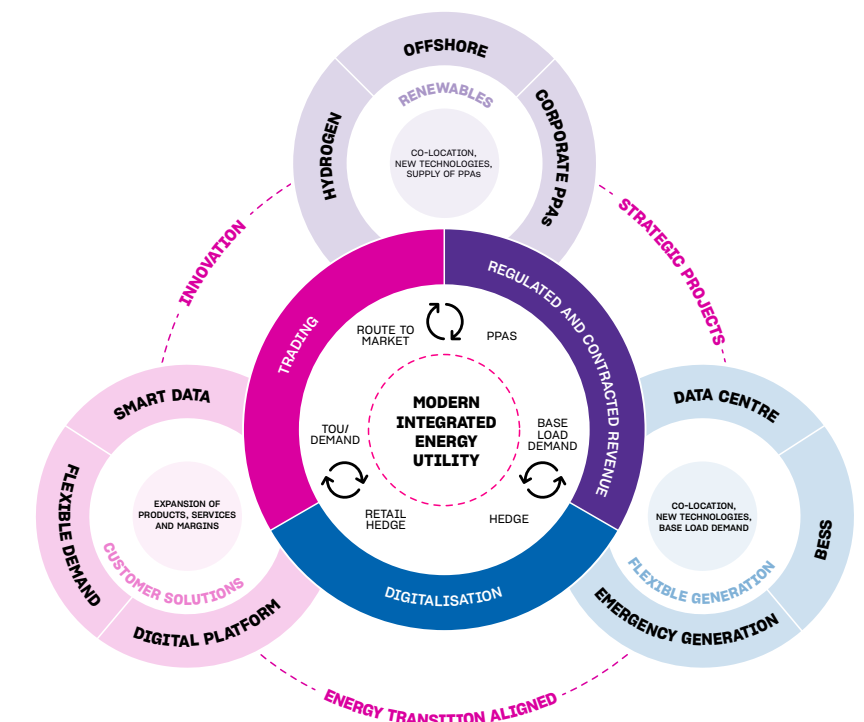 OFFSHORE
HYDROGEN
CORPORATE PPAs
RENEWABLES
CO-LOCATION,
NEW TECHNOLOGIES,
SUPPLY OF PPAs
INNOVATION
STRATEGIC PROJECTS
TRADING
REGULATED AND CONTRACTED REVENUE
ROUTE TO
MARKET
PPAS
MODERN
INTEGRATED
ENERGY
UTILITY
TOU/
DEMAND
BASE
LOAD
DEMAND
RETAIL
HEDGE
HEDGE
DIGITALISATION
SMART DATA
FLEXIBLE DEMAND
DIGITAL PLATFORM
EXPANSION OF
PRODUCTS, SERVICES
AND MARGINS
CUSTOMER SOLUTIONS
DATA CENTRE
BESS
EMERGENCY GENERATION
CO-LOCATION,
NEW TECHNOLOGIES,
BASE LOAD DEMAND
FLEXIBLE GENERATION
ENERGY TRANSITION ALIGNED